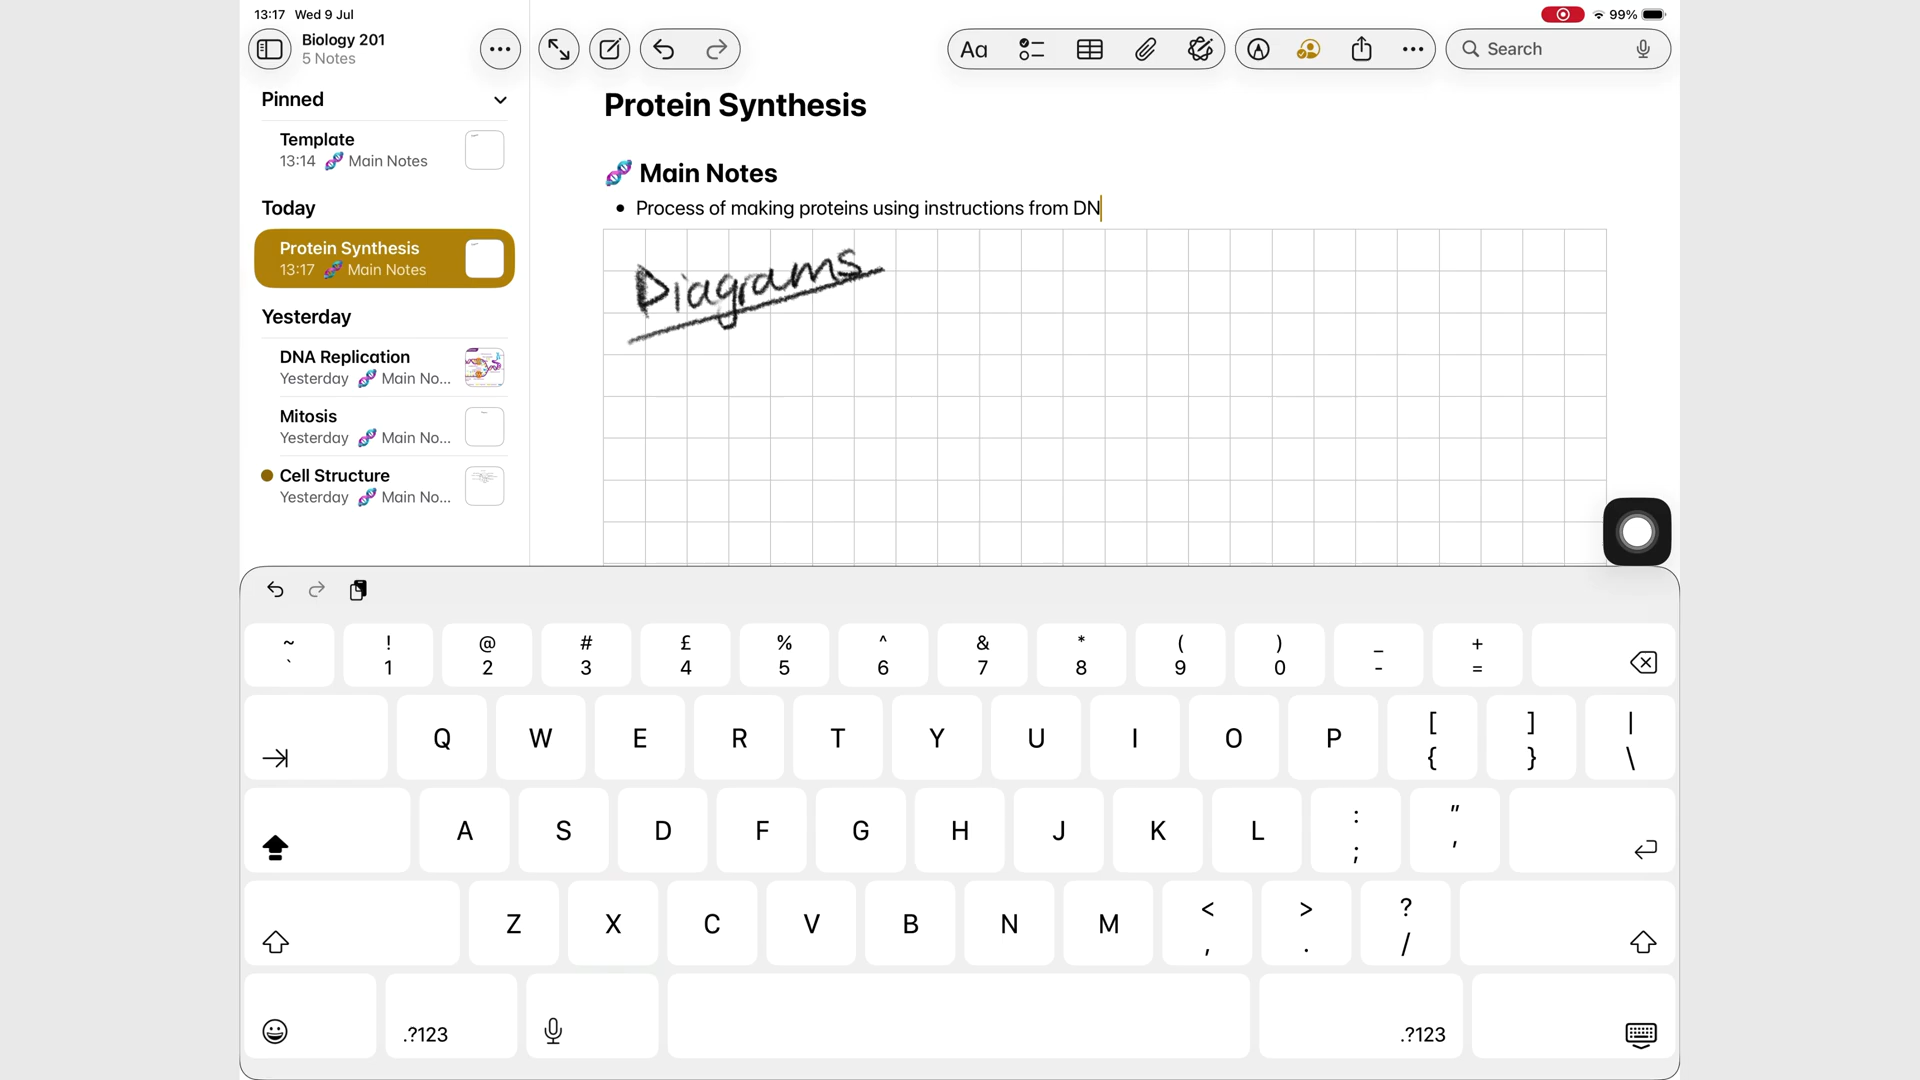 13:17 Wed 9 Jul
99%
Biology 201
5 Notes
Aa
Search
Pinned
Template
13:14 🧬 Main Notes
Today
Protein Synthesis
13:17 🧬 Main Notes
Yesterday
DNA Replication
Yesterday 🧬 Main No...
Mitosis
Yesterday 🧬 Main No...
Cell Structure
Yesterday 🧬 Main No...
Protein Synthesis
🧬 Main Notes
• Process of making proteins using instructions from DN
Diagrams
~ ! @ # £ % ^ & * ( ) _ +
` 1 2 3 4 5 6 7 8 9 0 - =
Q W E R T Y U I O P [ ] |
{ } \
A S D F G H J K L : "
; '
Z X C V B N M < > ?
, . /
.?123 .?123